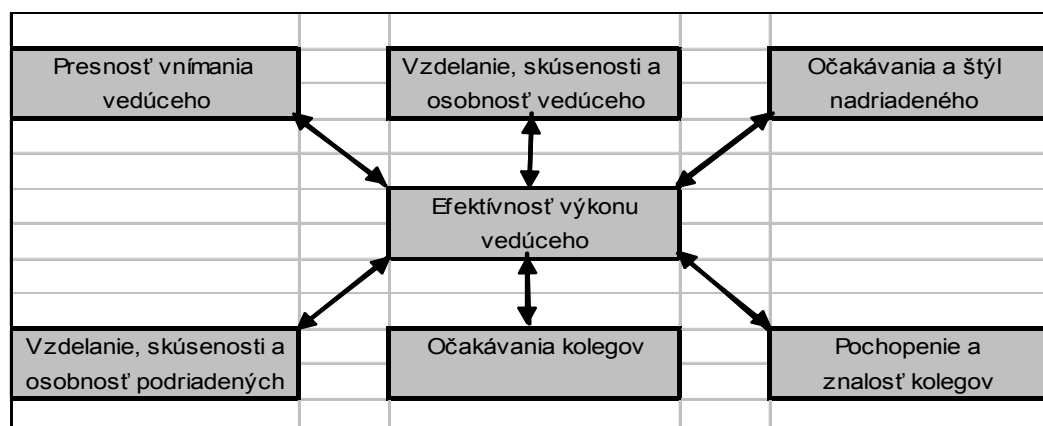 Presnosť vnímania
vedúceho
Vzdelanie, skúsenosti a
osobnosť vedúceho
Očakávania a štýl
nadriadeného
Efektívnosť výkonu
vedúceho
Vzdelanie, skúsenosti a
osobnosť podriadených
Očakávania kolegov
Pochopenie a
znalosť kolegov